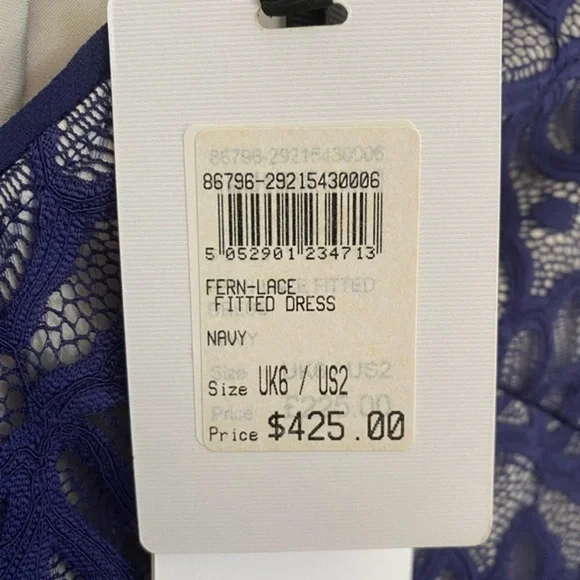 86796-29215430006
86796-29215430006
5 052901 234713
FERN-LACE
FITTED DRESS
NAVY
Size UK6 / US2
Price $425.00